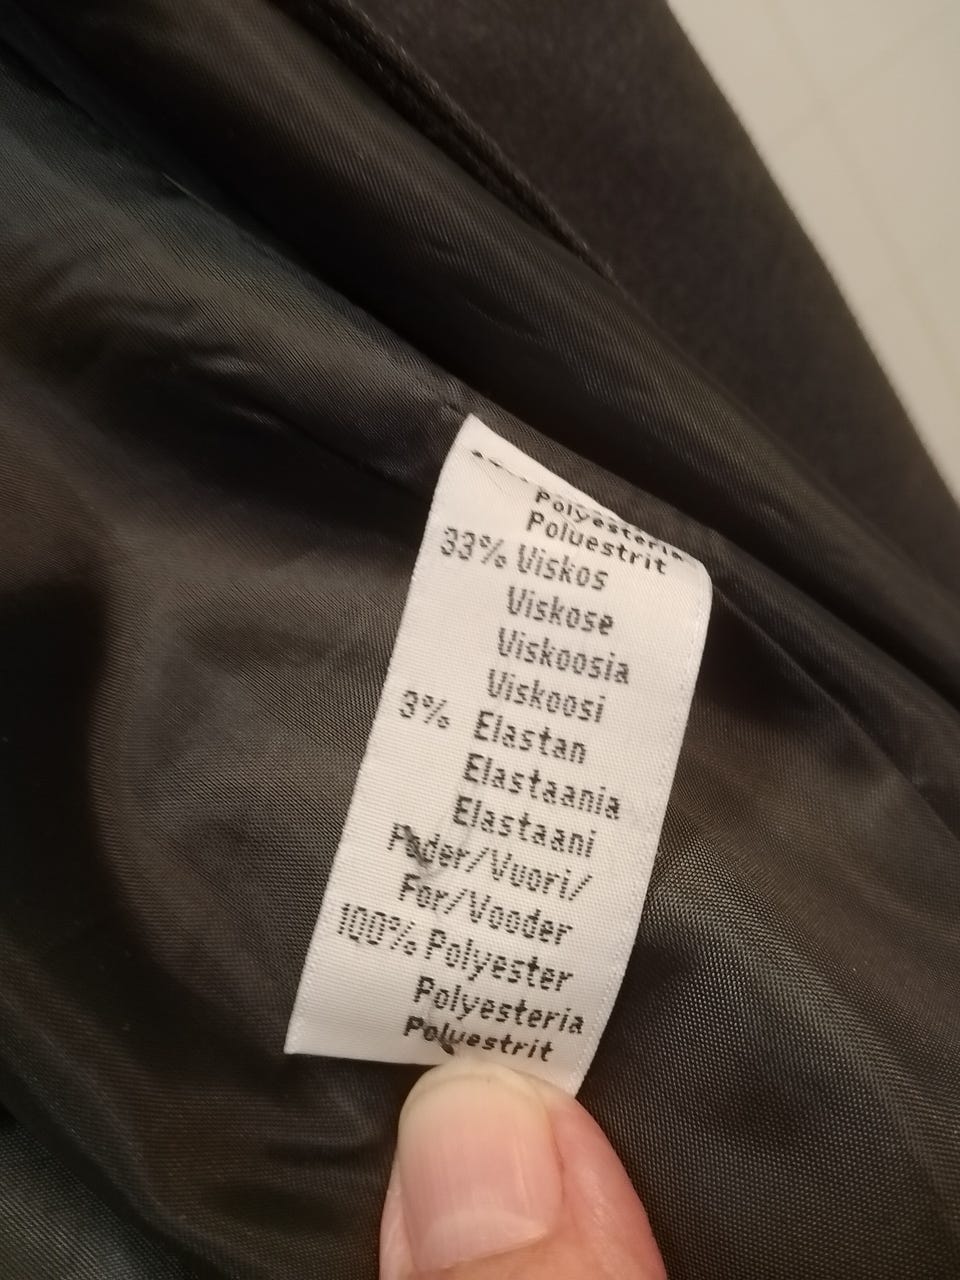 Polyesteria
Poluestrit
33% Viskos
Viskose
Viskoosia
Viskoosi
3% Elastan
Elastaania
Elastaani
Foder/Vuori/
For/Vooder
100% Polyester
Polyesteria
Poluestrit